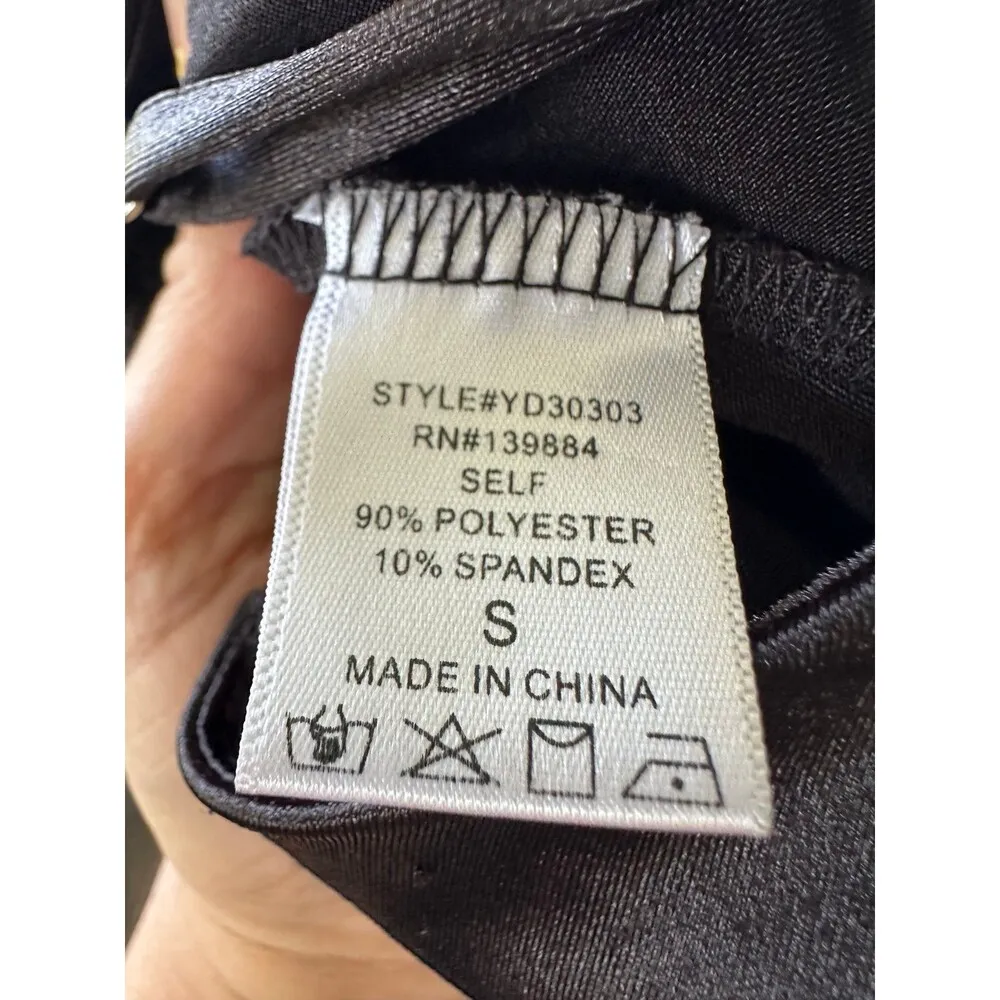 STYLE#YD30303
RN#139884
SELF
90% POLYESTER
10% SPANDEX
S
MADE IN CHINA